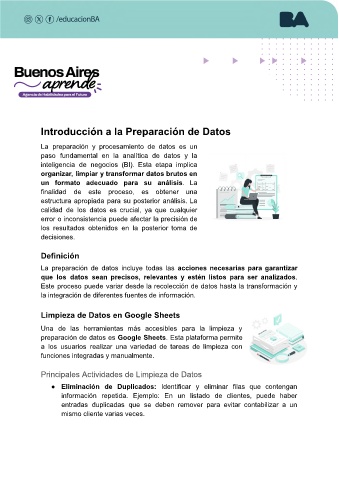 /educacionBA
BA
Buenos Aires
aprende
Agencia de Habilidades para el Futuro
Introducción a la Preparación de Datos
La preparación y procesamiento de datos es un
paso fundamental en la analítica de datos y la
inteligencia de negocios (BI). Esta etapa implica
organizar, limpiar y transformar datos brutos en
un formato adecuado para su análisis. La
finalidad de este proceso, es obtener una
estructura apropiada para su posterior análisis. La
calidad de los datos es crucial, ya que cualquier
error o inconsistencia puede afectar la precisión de
los resultados obtenidos en la posterior toma de
decisiones.
Definición
La preparación de datos incluye todas las acciones necesarias para garantizar
que los datos sean precisos, relevantes y estén listos para ser analizados.
Este proceso puede variar desde la recolección de datos hasta la transformación y
la integración de diferentes fuentes de información.
Limpieza de Datos en Google Sheets
Una de las herramientas más accesibles para la limpieza y
preparación de datos es Google Sheets. Esta plataforma permite
a los usuarios realizar una variedad de tareas de limpieza con
funciones integradas y manualmente.
Principales Actividades de Limpieza de Datos
● Eliminación de Duplicados: Identificar y eliminar filas que contengan
información repetida. Ejemplo: En un listado de clientes, puede haber
entradas duplicadas que se deben remover para evitar contabilizar a un
mismo cliente varias veces.